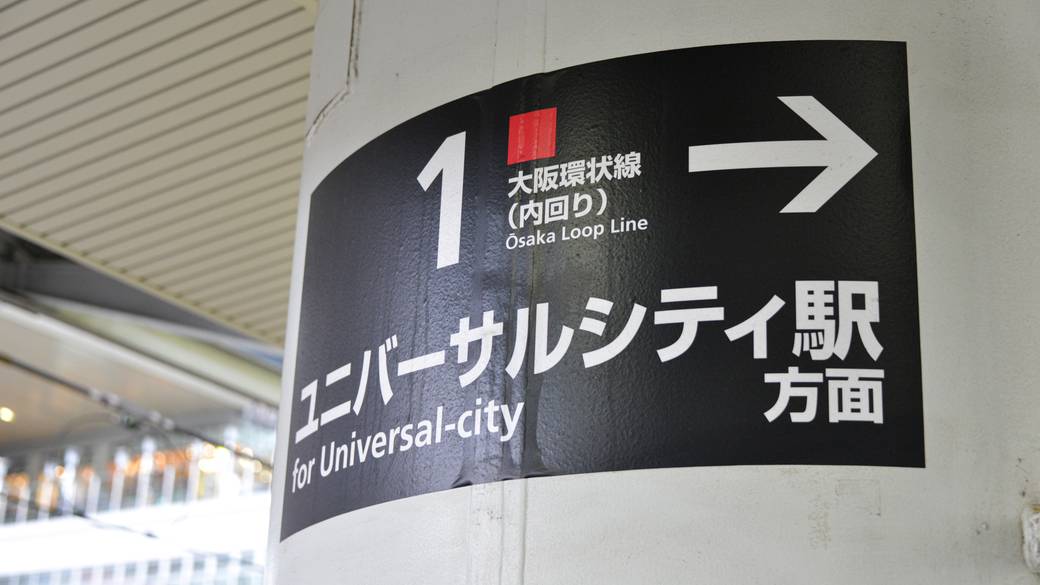 1
大阪環状線
(内回り)
Ōsaka Loop Line
ユニバーサルシティ駅
方面
for Universal-city